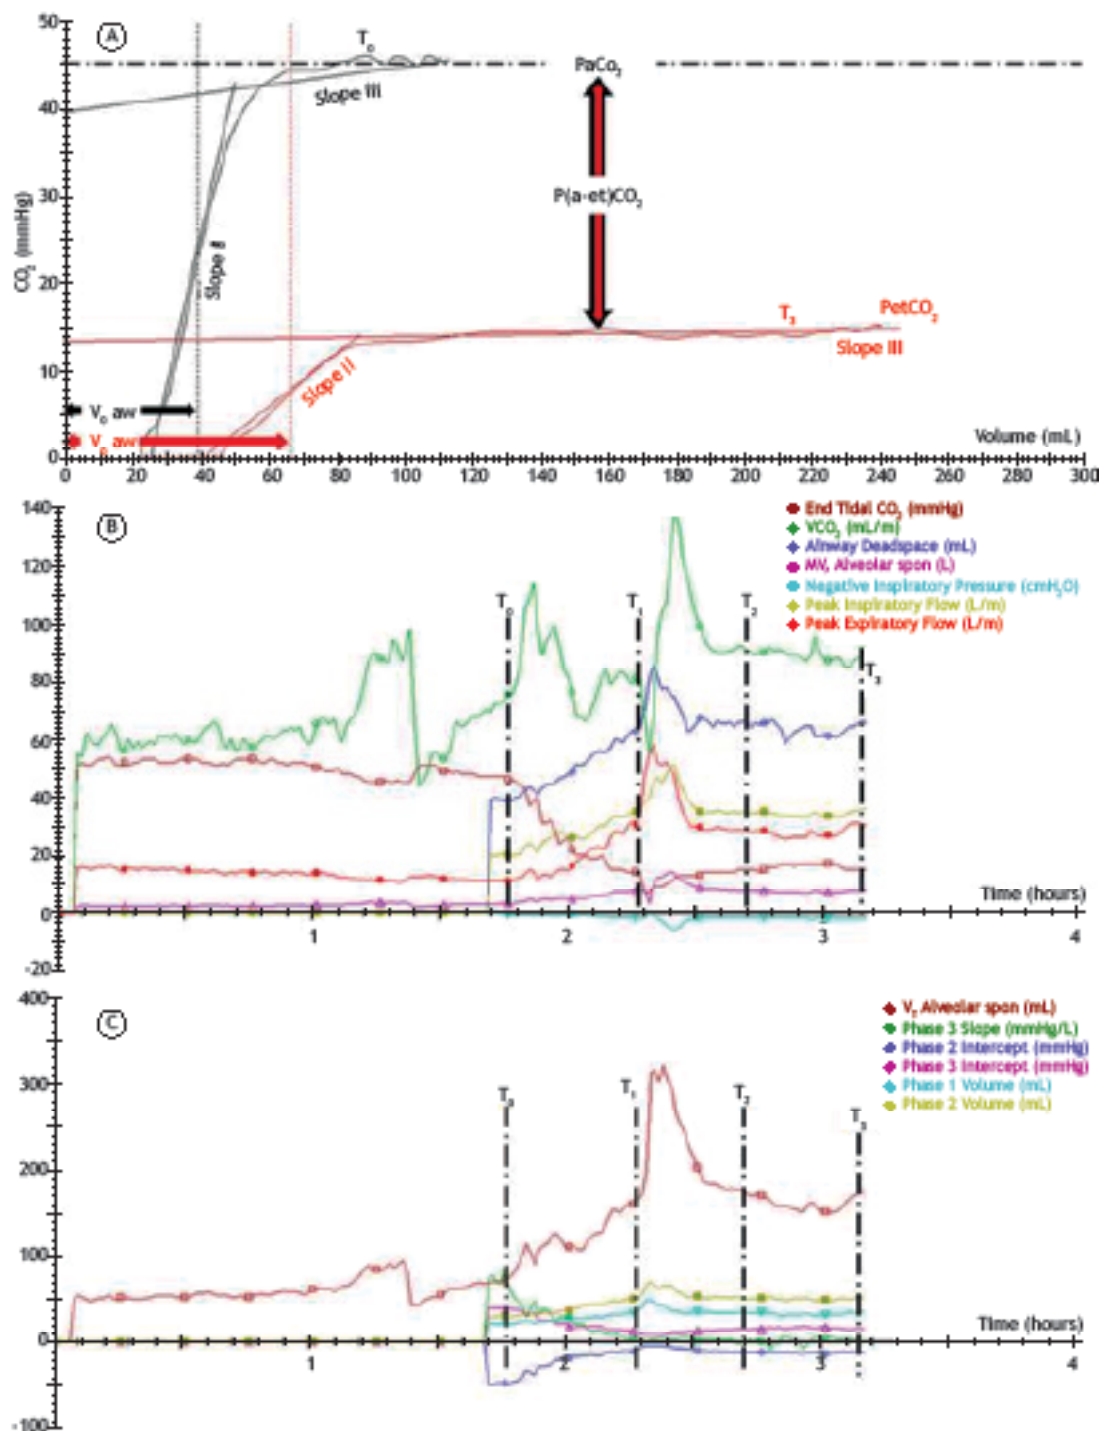 50
A
T0
PaCo2
40
Slope III
30
P(a-et)CO2
CO2 (mmHg)
Slope II
20
T3
PetCO2
Slope III
10
Slope II
VD aw
VD aw
Volume (mL)
0
0 20 40 60 80 100 120 140 160 180 200 220 240 260 280 300
140
B
End Tidal CO2 (mmHg)
VCO2 (mL/m)
Airway Deadspace (mL)
MV, Alveolar spon (L)
Negative Inspiratory Pressure (cmH2O)
Peak Inspiratory Flow (L/m)
Peak Expiratory Flow (L/m)
120
100
T0 T1 T2
80
T3
60
40
20
Time (hours)
0
1 2 3 4
-20
400
C
VT Alveolar spon (mL)
Phase 3 Slope (mmHg/L)
Phase 2 Intercept (mmHg)
Phase 3 Intercept (mmHg)
Phase 1 Volume (mL)
Phase 2 Volume (mL)
300
T0 T1 T2 T3
200
100
Time (hours)
0
1 2 3 4
-100